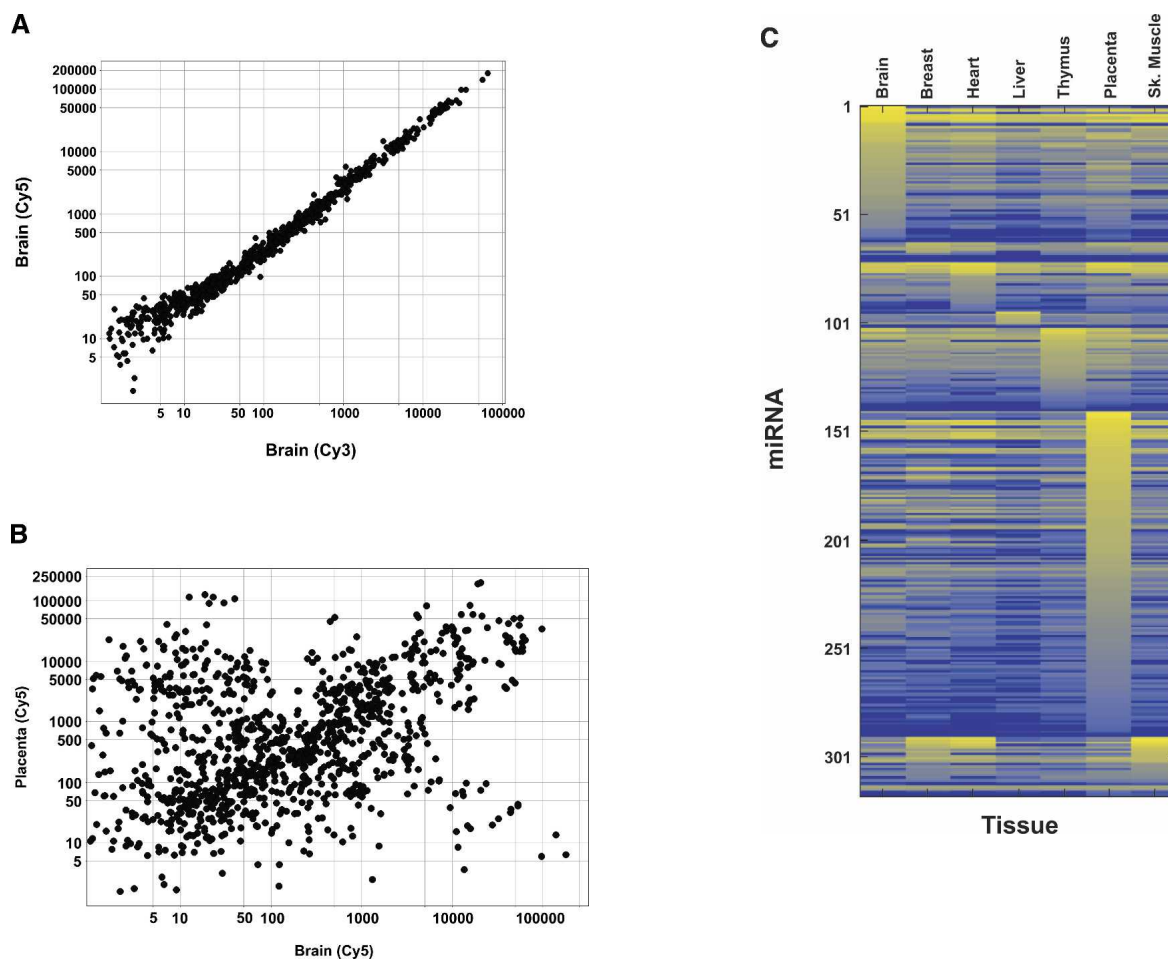 A
200000
100000
50000
10000
5000
1000
500
100
50
10
5
Brain (Cy5)
5 10 50 100 1000 10000 100000
Brain (Cy3)
B
250000
100000
50000
10000
5000
1000
500
100
50
10
5
Placenta (Cy5)
5 10 50 100 1000 10000 100000
Brain (Cy5)
C
Brain
Breast
Heart
Liver
Thymus
Placenta
Sk. Muscle
1
51
101
151
201
251
301
miRNA
Tissue